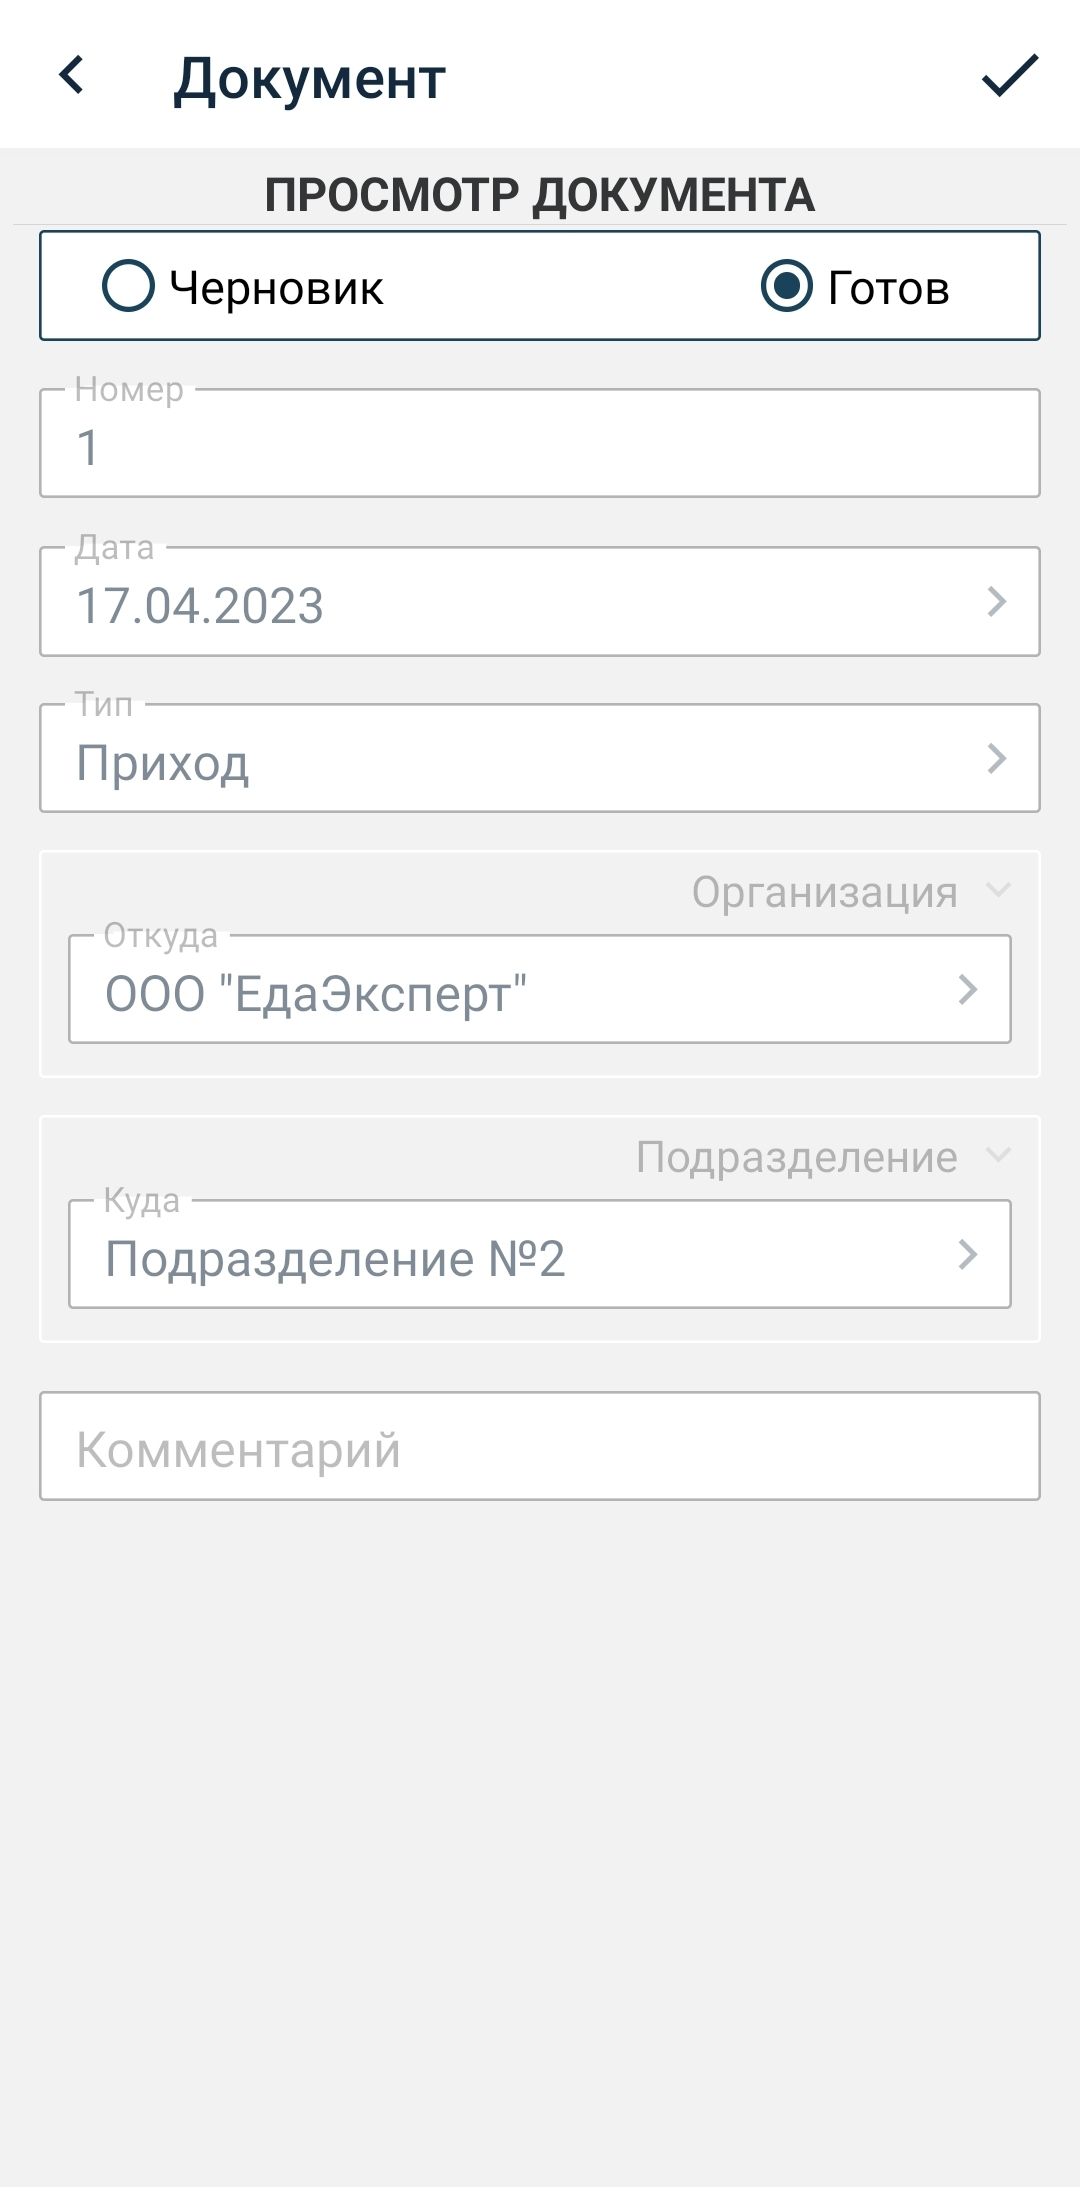 Документ
ПРОСМОТР ДОКУМЕНТА
Черновик Готов
Номер
1
Дата
17.04.2023
Тип
Приход
Организация
Откуда
ООО "ЕдаЭксперт"
Подразделение
Куда
Подразделение №2
Комментарий